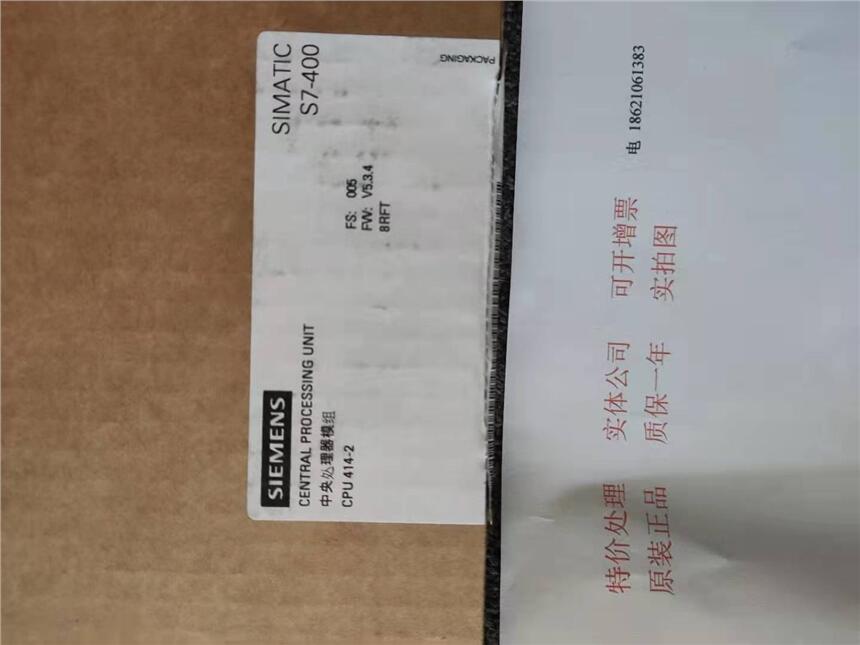 SIEMENS
SIMATIC
S7-400
CENTRAL PROCESSING UNIT
中央处理器模组
CPU 414-2
FS: 005
FW: V5.3.4
8RFT
PACKAGING
特价处理 实体公司 可开增票
原装正品 质保一年 实拍图
电 18621061383